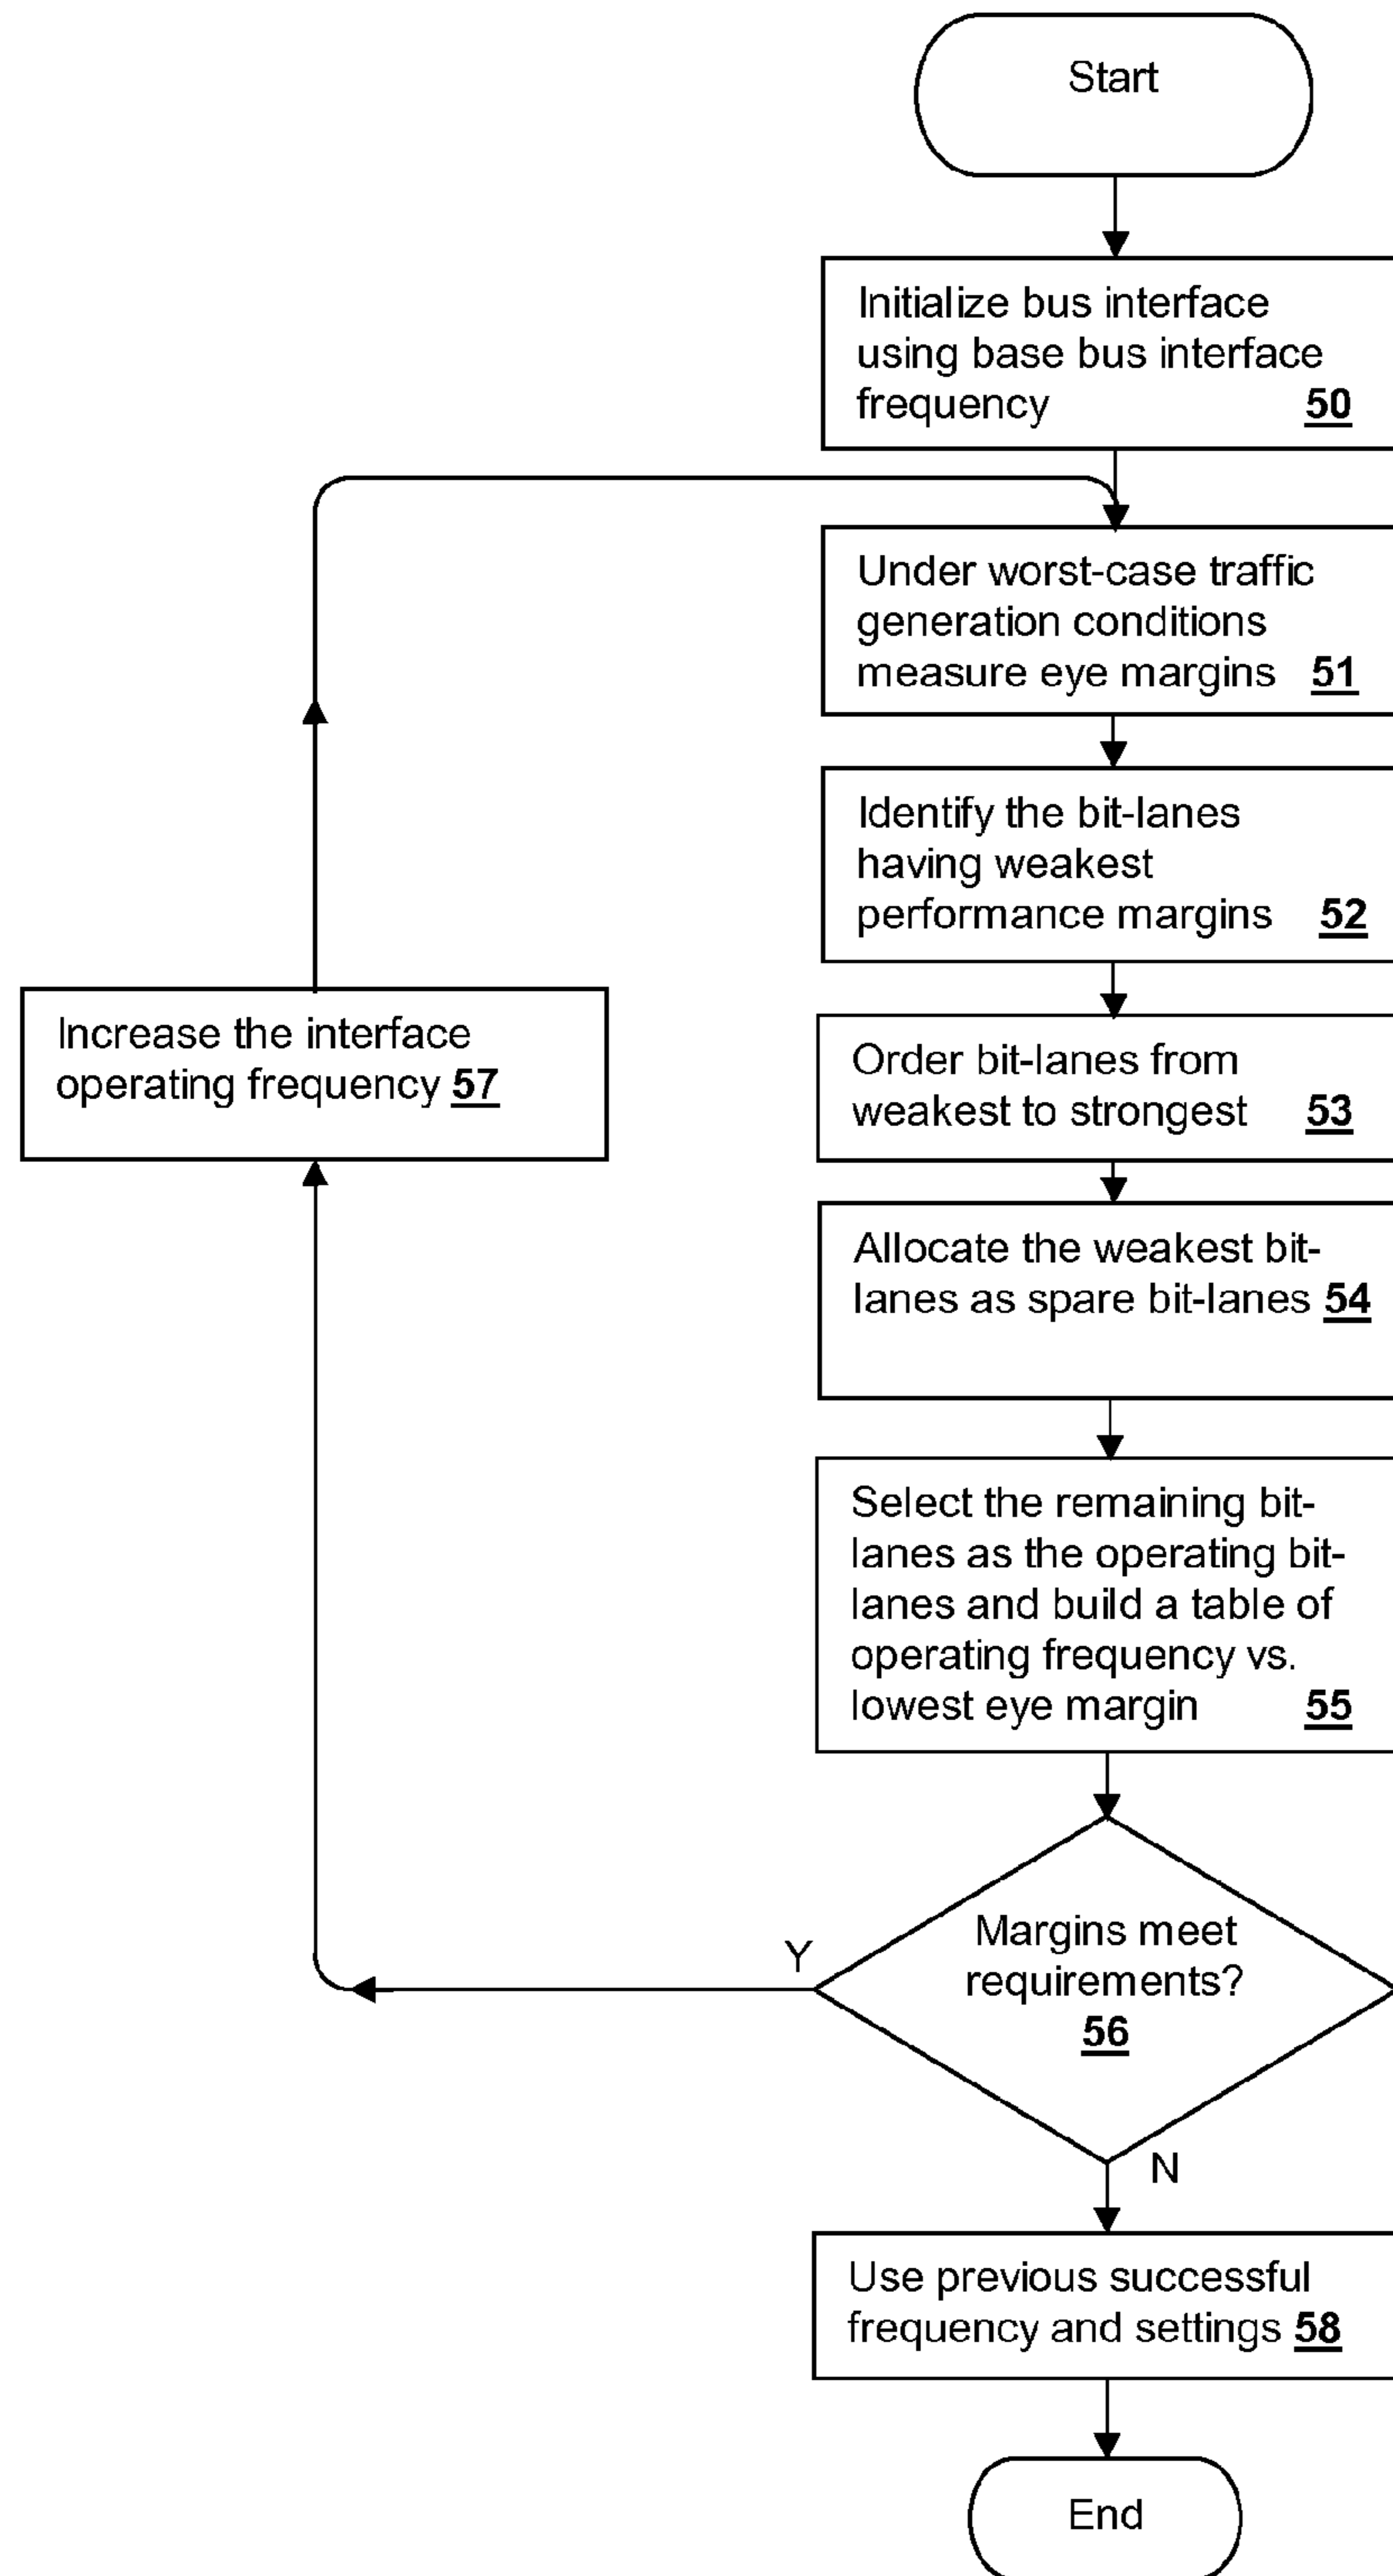 Start
Initialize bus interface
using base bus interface
frequency 50
Under worst-case traffic
generation conditions
measure eye margins 51
Identify the bit-lanes
having weakest
performance margins 52
Increase the interface
operating frequency 57
Order bit-lanes from
weakest to strongest 53
Allocate the weakest bit-
lanes as spare bit-lanes 54
Select the remaining bit-
lanes as the operating bit-
lanes and build a table of
operating frequency vs.
lowest eye margin 55
Y
Margins meet
requirements?
56
N
Use previous successful
frequency and settings 58
End